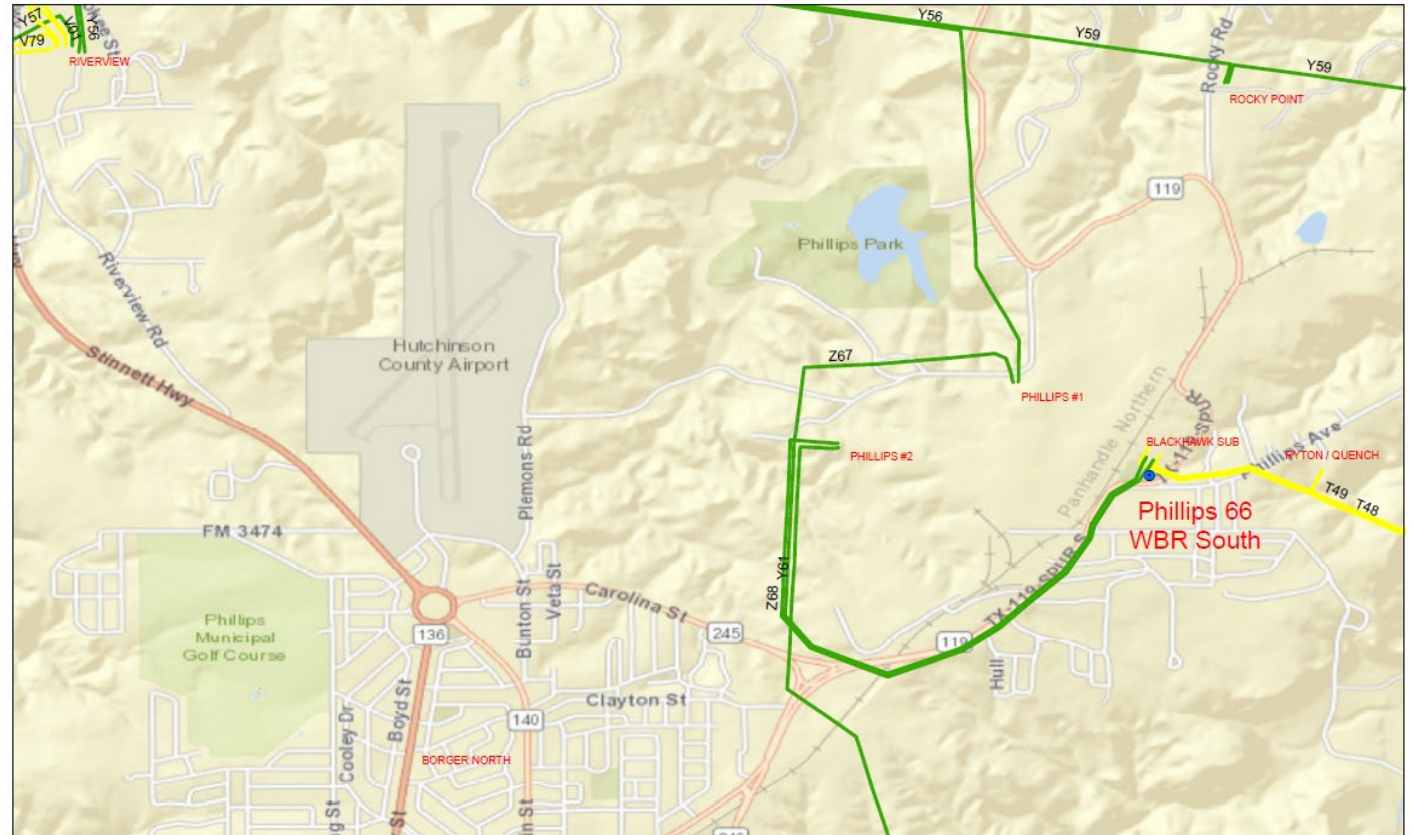 Y57
V79
Y61
Y56
RIVERVIEW
Y56
Y59
Y59
Rocky Rd
ROCKY POINT
119
Phillips Park
Riverview Rd
Hutchinson
County Airport
Stinnett Hwy
Z67
PHILLIPS #1
Panhandle Northern
PHILLIPS #2
Plemons Rd
BLACKHAWK SUB
Phillips Ave
RYTON / QUENCH
T49
T48
Phillips 66
WBR South
FM 3474
Z68
Y61
Bunton St
Veta St
Carolina St
Phillips
Municipal
Golf Course
136
245
119
Hull
Clayton St
Cooley Dr
Boyd St
140
BORGER NORTH